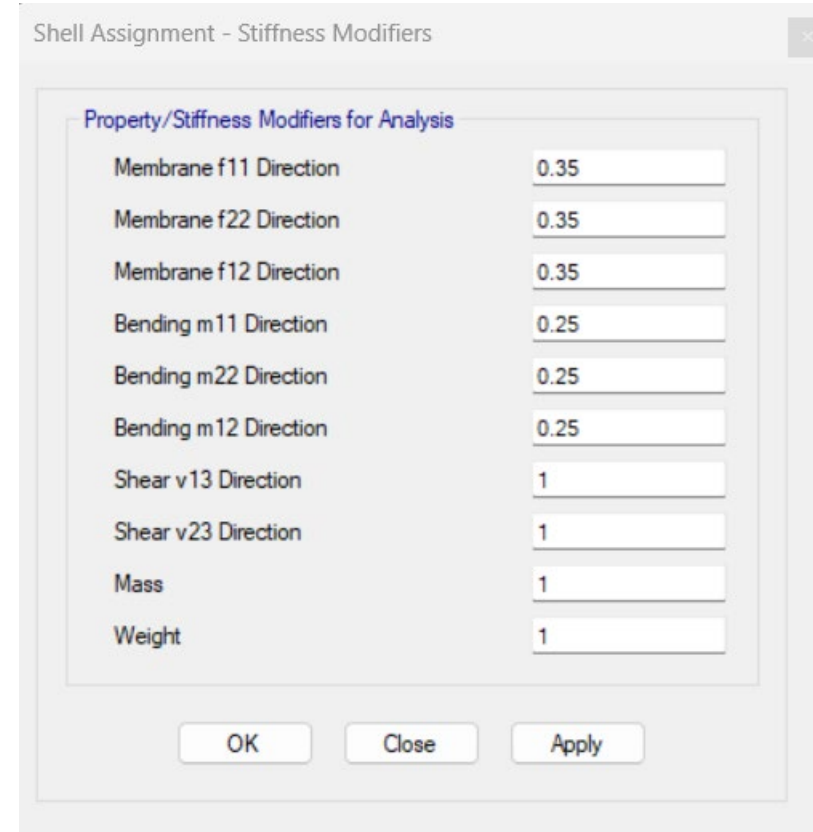 Shell Assignment - Stiffness Modifiers
Property/Stiffness Modifiers for Analysis
Membrane f11 Direction 0.35
Membrane f22 Direction 0.35
Membrane f12 Direction 0.35
Bending m11 Direction 0.25
Bending m22 Direction 0.25
Bending m12 Direction 0.25
Shear v13 Direction 1
Shear v23 Direction 1
Mass 1
Weight 1
OK Close Apply